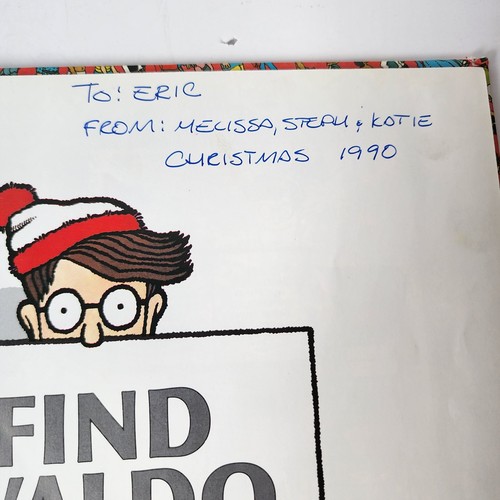 TO: ERIC
FROM: MELISSA, STEPH & KATIE
CHRISTMAS 1990
FIND
WALDO